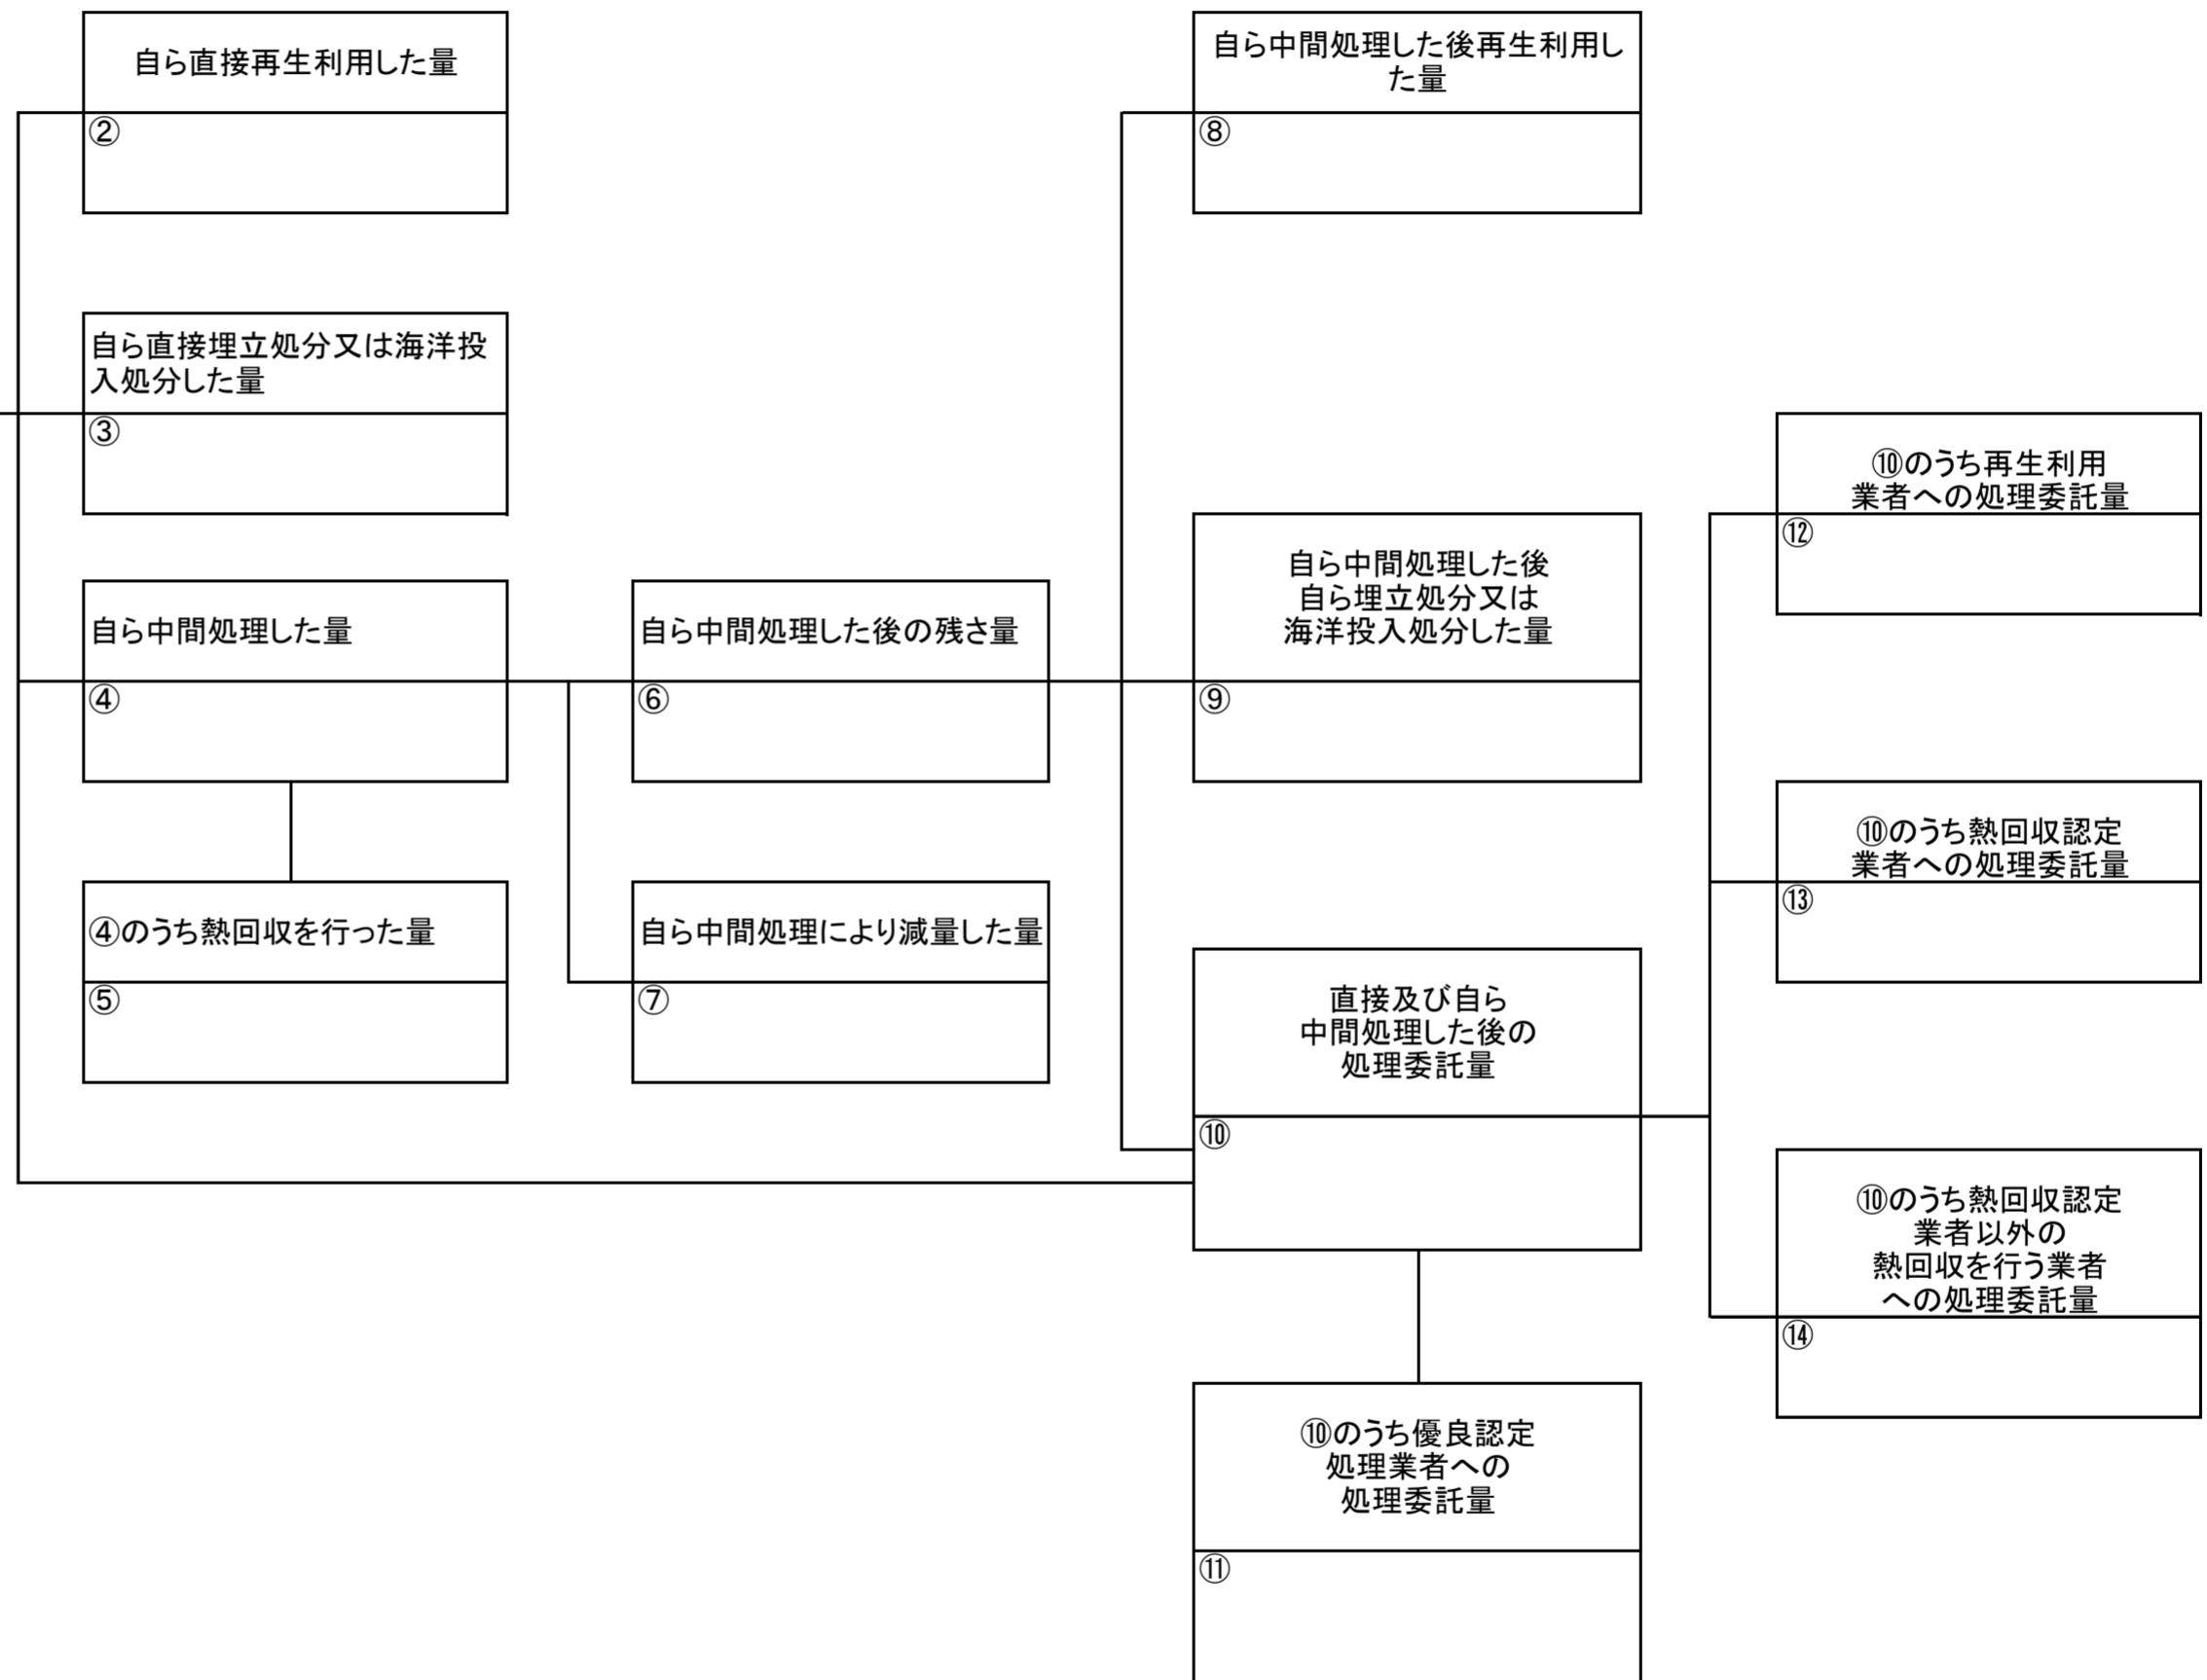 自ら直接再生利用した量
②
自ら直接埋立処分又は海洋投
入処分した量
③
自ら中間処理した量
④
④のうち熱回収を行った量
⑤
自ら中間処理した後の残さ量
⑥
自ら中間処理により減量した量
⑦
自ら中間処理した後再生利用し
た量
⑧
自ら中間処理した後
自ら埋立処分又は
海洋投入処分した量
⑨
直接及び自ら
中間処理した後の
処理委託量
⑩
⑩のうち優良認定
処理業者への
処理委託量
⑪
⑩のうち再生利用
業者への処理委託量
⑫
⑩のうち熱回収認定
業者への処理委託量
⑬
⑩のうち熱回収認定
業者以外の
熱回収を行う業者
への処理委託量
⑭